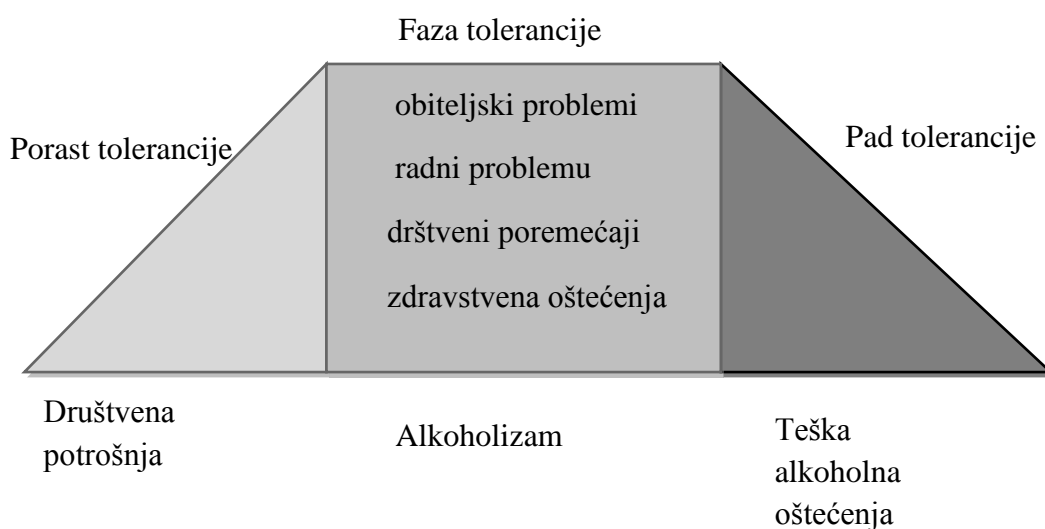 Faza tolerancije
Porast tolerancije
obiteljski problemi
radni problemu
drštveni poremećaji
zdravstvena oštećenja
Pad tolerancije
Društvena
potrošnja
Alkoholizam
Teška
alkoholna
oštećenja